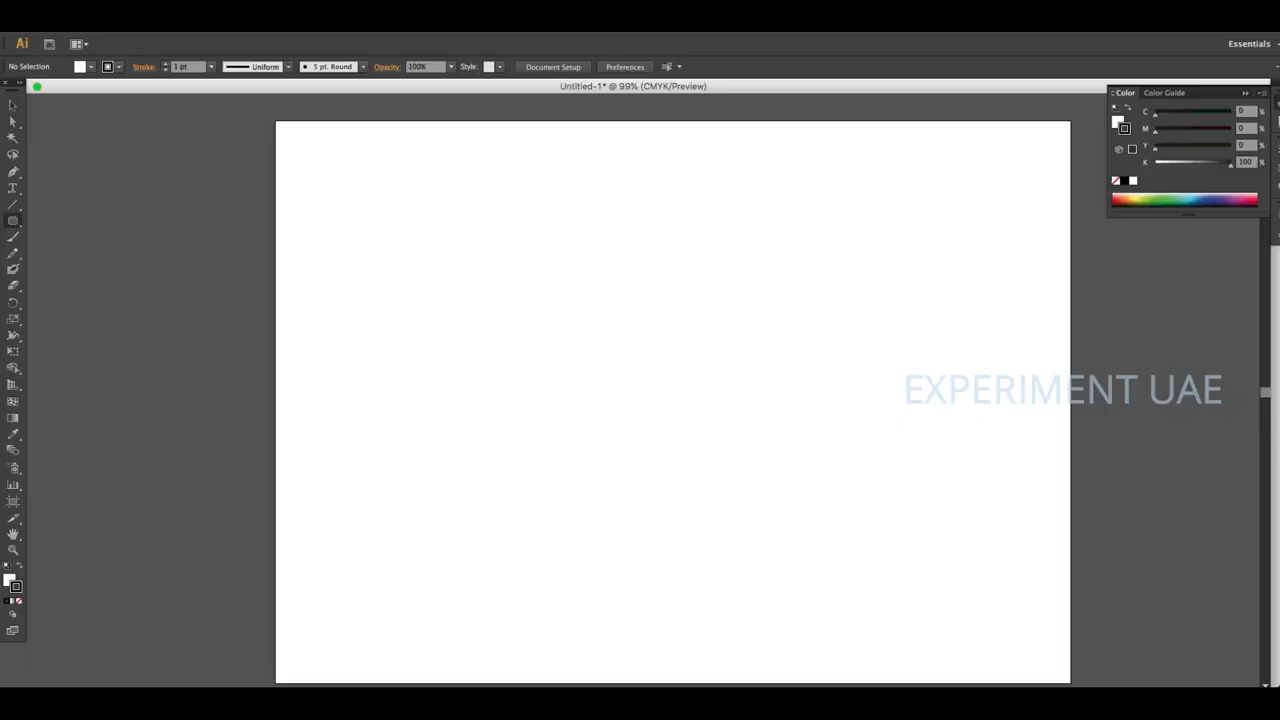 Ai Essentials
No Selection Stroke: 1 pt Uniform 5 pt. Round Opacity: 100% Style: Document Setup Preferences
Untitled-1* @ 99% (CMYK/Preview)
Color Color Guide
C 0 %
M 0 %
Y 0 %
K 100 %
T
EXPERIMENT UAE